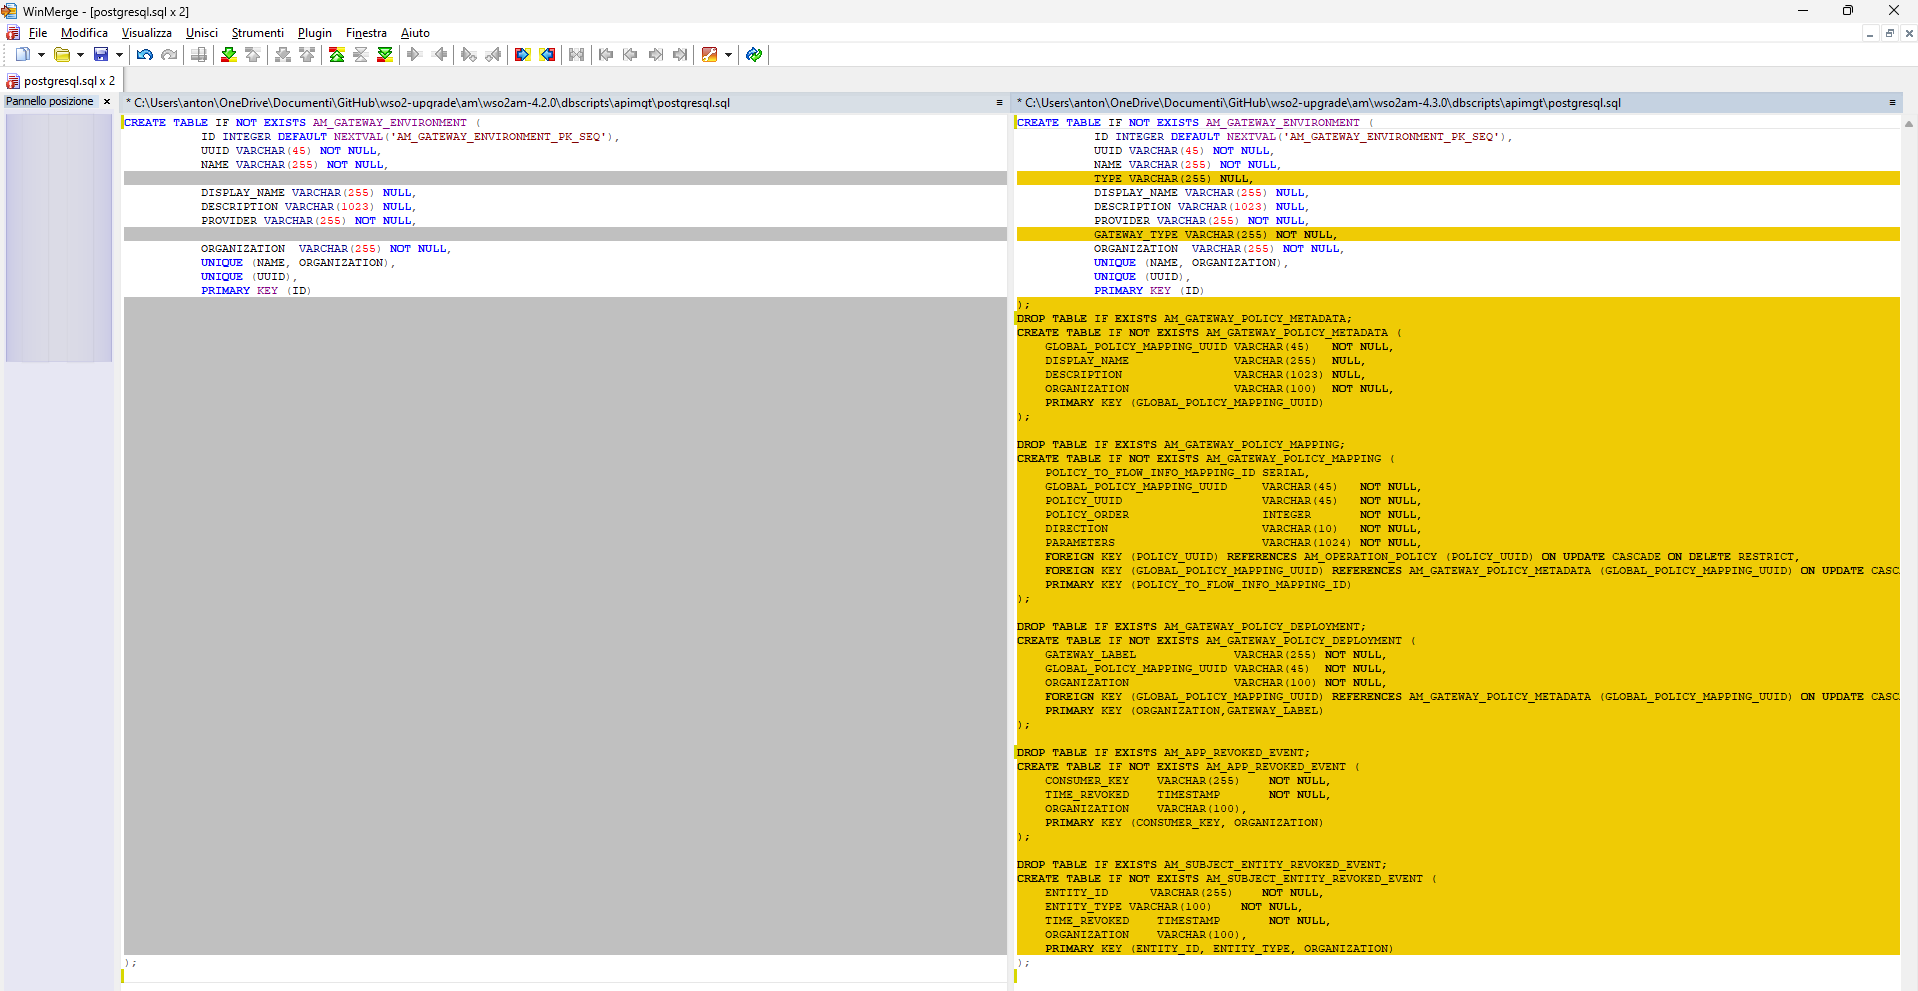 WinMerge - [postgresql.sql x 2]
File Modifica Visualizza Unisci Strumenti Plugin Finestra Aiuto
postgresql.sql x 2
Pannello posizione
* C:\Users\anton\OneDrive\Documenti\GitHub\wso2-upgrade\am\wso2am-4.2.0\dbscripts\apimgt\postgresql.sql
CREATE TABLE IF NOT EXISTS AM_GATEWAY_ENVIRONMENT (
ID INTEGER DEFAULT NEXTVAL('AM_GATEWAY_ENVIRONMENT_PK_SEQ'),
UUID VARCHAR(45) NOT NULL,
NAME VARCHAR(255) NOT NULL,
DISPLAY_NAME VARCHAR(255) NULL,
DESCRIPTION VARCHAR(1023) NULL,
PROVIDER VARCHAR(255) NOT NULL,
ORGANIZATION  VARCHAR(255) NOT NULL,
UNIQUE (NAME, ORGANIZATION),
UNIQUE (UUID),
PRIMARY KEY (ID)
);
* C:\Users\anton\OneDrive\Documenti\GitHub\wso2-upgrade\am\wso2am-4.3.0\dbscripts\apimgt\postgresql.sql
CREATE TABLE IF NOT EXISTS AM_GATEWAY_ENVIRONMENT (
ID INTEGER DEFAULT NEXTVAL('AM_GATEWAY_ENVIRONMENT_PK_SEQ'),
UUID VARCHAR(45) NOT NULL,
NAME VARCHAR(255) NOT NULL,
TYPE VARCHAR(255) NULL,
DISPLAY_NAME VARCHAR(255) NULL,
DESCRIPTION VARCHAR(1023) NULL,
PROVIDER VARCHAR(255) NOT NULL,
GATEWAY_TYPE VARCHAR(255) NOT NULL,
ORGANIZATION  VARCHAR(255) NOT NULL,
UNIQUE (NAME, ORGANIZATION),
UNIQUE (UUID),
PRIMARY KEY (ID)
);
DROP TABLE IF EXISTS AM_GATEWAY_POLICY_METADATA;
CREATE TABLE IF NOT EXISTS AM_GATEWAY_POLICY_METADATA (
GLOBAL_POLICY_MAPPING_UUID VARCHAR(45)   NOT NULL,
DISPLAY_NAME               VARCHAR(255)  NULL,
DESCRIPTION                VARCHAR(1023) NULL,
ORGANIZATION               VARCHAR(100)  NOT NULL,
PRIMARY KEY (GLOBAL_POLICY_MAPPING_UUID)
);
DROP TABLE IF EXISTS AM_GATEWAY_POLICY_MAPPING;
CREATE TABLE IF NOT EXISTS AM_GATEWAY_POLICY_MAPPING (
POLICY_TO_FLOW_INFO_MAPPING_ID SERIAL,
GLOBAL_POLICY_MAPPING_UUID     VARCHAR(45)   NOT NULL,
POLICY_UUID                    VARCHAR(45)   NOT NULL,
POLICY_ORDER                   INTEGER       NOT NULL,
DIRECTION                      VARCHAR(10)   NOT NULL,
PARAMETERS                     VARCHAR(1024) NOT NULL,
FOREIGN KEY (POLICY_UUID) REFERENCES AM_OPERATION_POLICY (POLICY_UUID) ON UPDATE CASCADE ON DELETE RESTRICT,
FOREIGN KEY (GLOBAL_POLICY_MAPPING_UUID) REFERENCES AM_GATEWAY_POLICY_METADATA (GLOBAL_POLICY_MAPPING_UUID) ON UPDATE CASC
PRIMARY KEY (POLICY_TO_FLOW_INFO_MAPPING_ID)
);
DROP TABLE IF EXISTS AM_GATEWAY_POLICY_DEPLOYMENT;
CREATE TABLE IF NOT EXISTS AM_GATEWAY_POLICY_DEPLOYMENT (
GATEWAY_LABEL              VARCHAR(255) NOT NULL,
GLOBAL_POLICY_MAPPING_UUID VARCHAR(45)  NOT NULL,
ORGANIZATION               VARCHAR(100) NOT NULL,
FOREIGN KEY (GLOBAL_POLICY_MAPPING_UUID) REFERENCES AM_GATEWAY_POLICY_METADATA (GLOBAL_POLICY_MAPPING_UUID) ON UPDATE CASC
PRIMARY KEY (ORGANIZATION,GATEWAY_LABEL)
);
DROP TABLE IF EXISTS AM_APP_REVOKED_EVENT;
CREATE TABLE IF NOT EXISTS AM_APP_REVOKED_EVENT (
CONSUMER_KEY    VARCHAR(255)    NOT NULL,
TIME_REVOKED    TIMESTAMP       NOT NULL,
ORGANIZATION    VARCHAR(100),
PRIMARY KEY (CONSUMER_KEY, ORGANIZATION)
);
DROP TABLE IF EXISTS AM_SUBJECT_ENTITY_REVOKED_EVENT;
CREATE TABLE IF NOT EXISTS AM_SUBJECT_ENTITY_REVOKED_EVENT (
ENTITY_ID      VARCHAR(255)    NOT NULL,
ENTITY_TYPE VARCHAR(100)    NOT NULL,
TIME_REVOKED    TIMESTAMP       NOT NULL,
ORGANIZATION    VARCHAR(100),
PRIMARY KEY (ENTITY_ID, ENTITY_TYPE, ORGANIZATION)
);